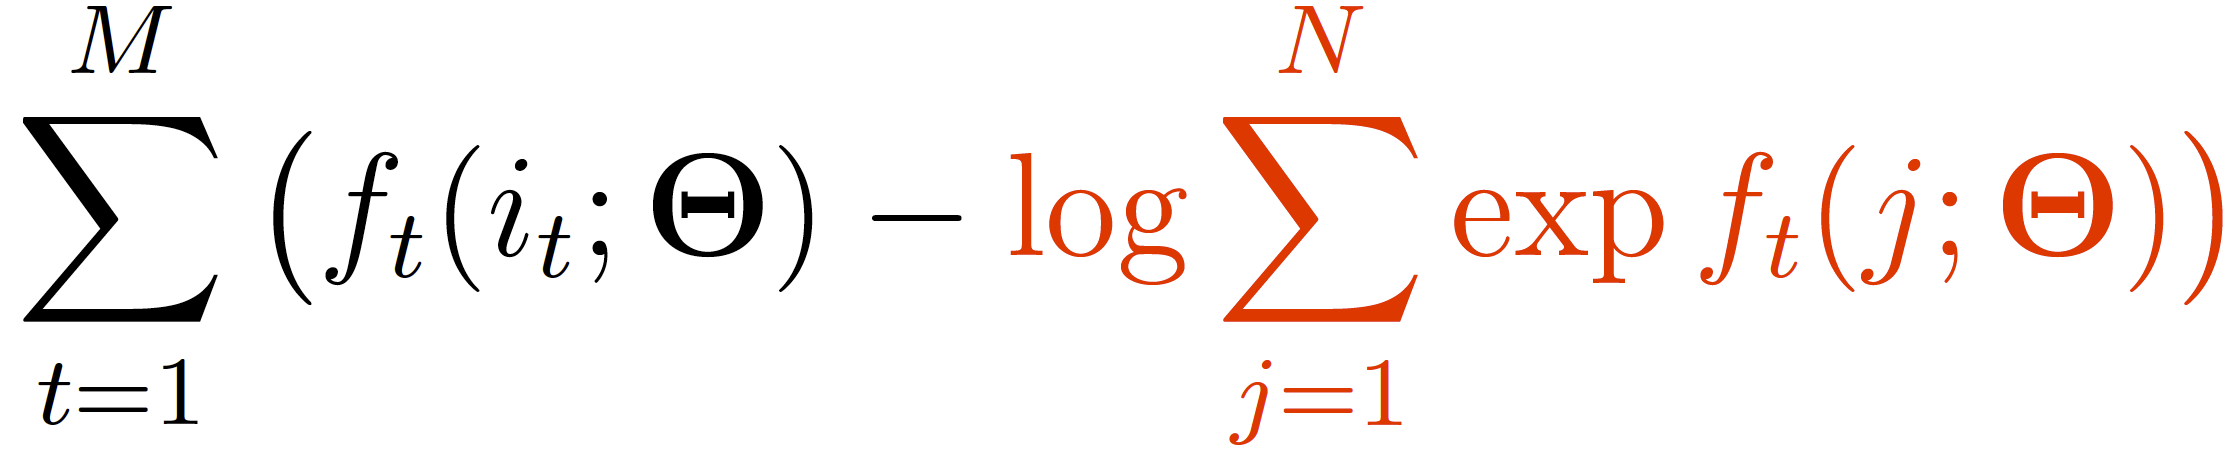 \sum_{t=1}^{M} \left( f_t(i_t; \boldsymbol{\Theta}) - \log \sum_{j=1}^{N} \exp f_t(j; \boldsymbol{\Theta}) \right)